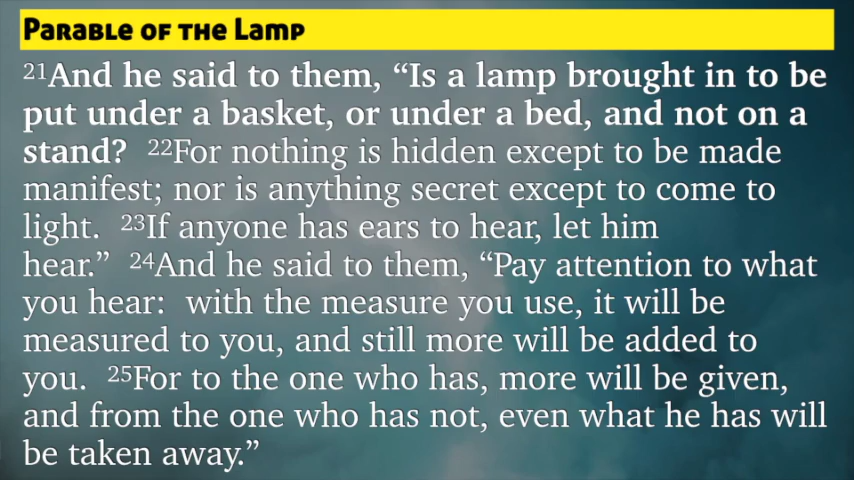 Parable of the Lamp
21And he said to them, “Is a lamp brought in to be
put under a basket, or under a bed, and not on a
stand? 22For nothing is hidden except to be made
manifest; nor is anything secret except to come to
light. 23If anyone has ears to hear, let him
hear.” 24And he said to them, “Pay attention to what
you hear: with the measure you use, it will be
measured to you, and still more will be added to
you. 25For to the one who has, more will be given,
and from the one who has not, even what he has will
be taken away.”